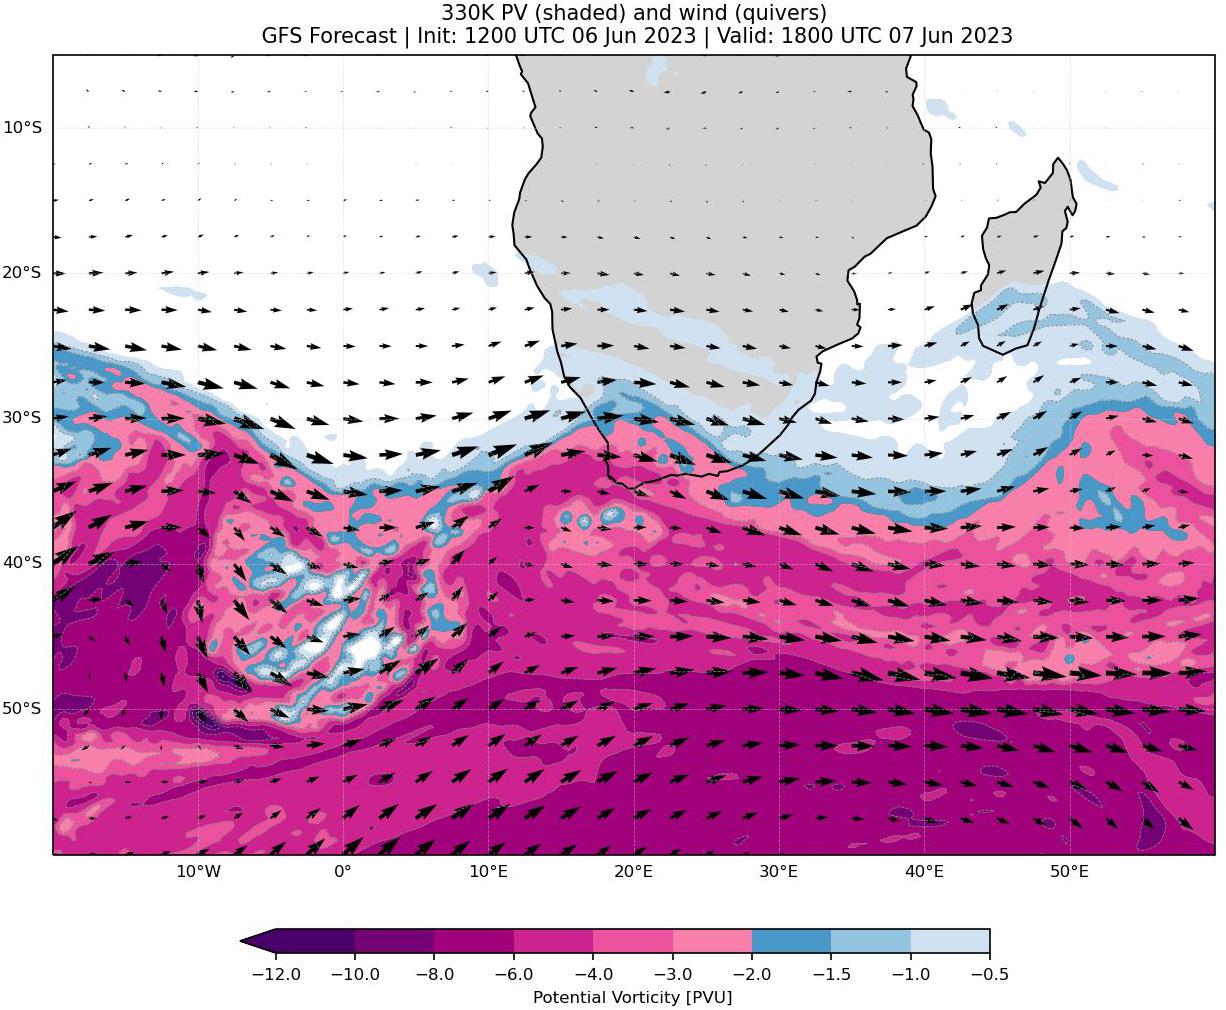 330K PV (shaded) and wind (quivers)
GFS Forecast | Init: 1200 UTC 06 Jun 2023 | Valid: 1800 UTC 07 Jun 2023
10°S
20°S
30°S
40°S
50°S
10°W 0° 10°E 20°E 30°E 40°E 50°E
−12.0 −10.0 −8.0 −6.0 −4.0 −3.0 −2.0 −1.5 −1.0 −0.5
Potential Vorticity [PVU]